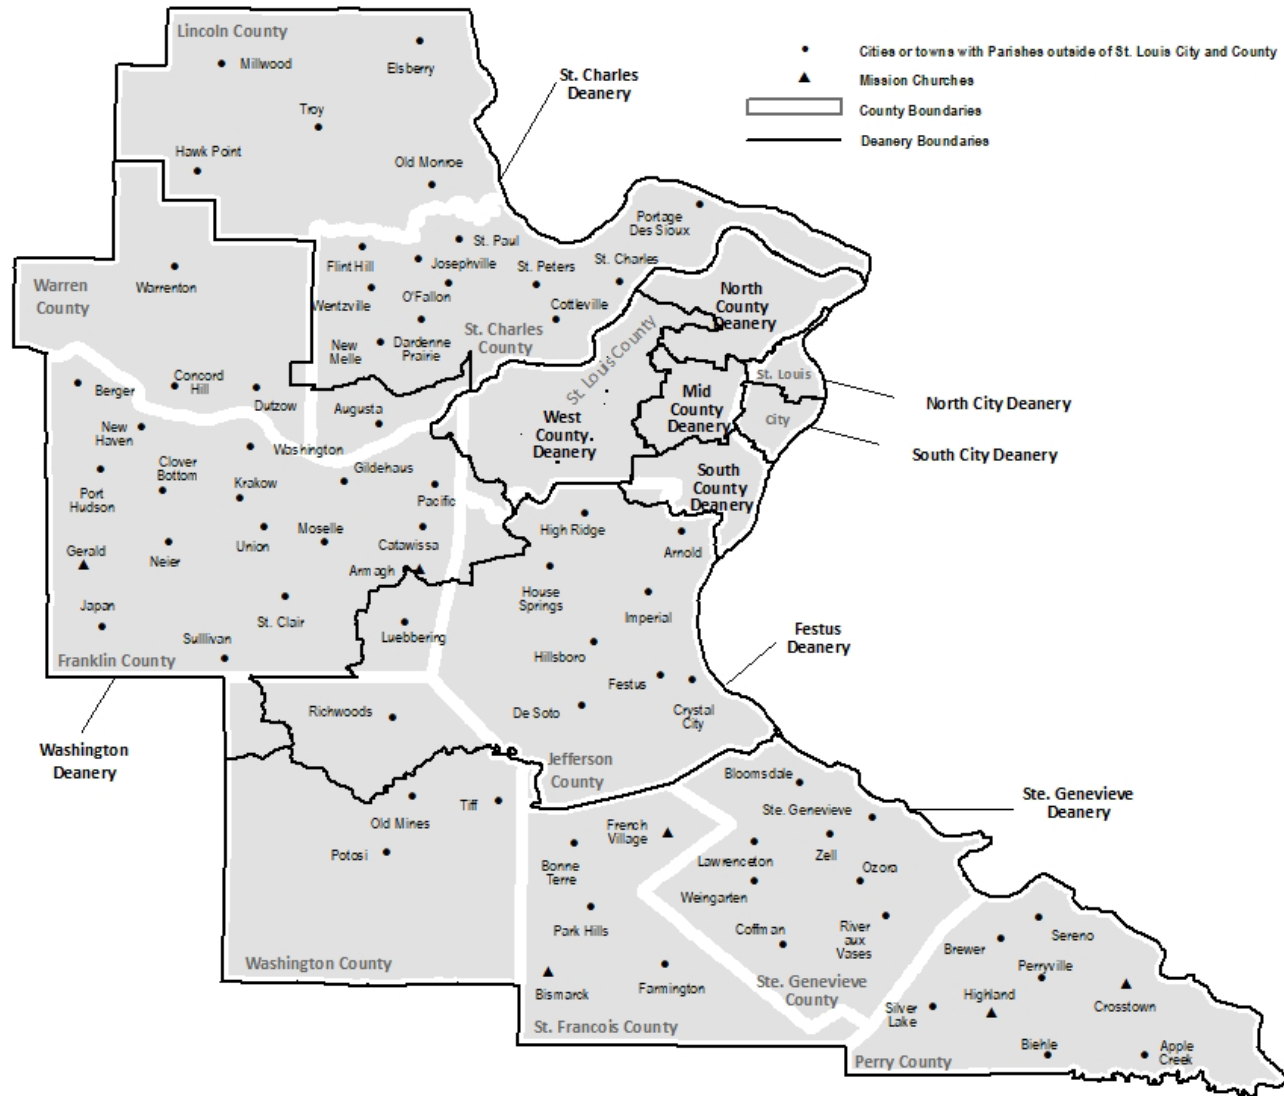 Lincoln County
Millwood
Elsberry
Troy
Hawk Point
Old Monroe
St. Charles
Deanery
Cities or towns with Parishes outside of St. Louis City and County
Mission Churches
County Boundaries
Deanery Boundaries
Portage
Des Sioux
St. Paul
Flint Hill
Josephville
St. Peters
St. Charles
Wentzville
O'Fallon
Cottleville
New
Melle
Dardenne
Prairie
St. Charles
County
Warren
County
Warrenton
North
County
Deanery
St. Louis County
St. Louis
City
Mid
County
Deanery
West
County.
Deanery
South
County
Deanery
North City Deanery
South City Deanery
Berger
Concord
Hill
Dutzow
Augusta
New
Haven
Washington
Clover
Bottom
Gildehaus
Krakow
Pacific
Port
Hudson
Moselle
Union
Catawissa
Gerald
Neier
Armagh
Japan
St. Clair
Sulllivan
Luebbering
Franklin County
High Ridge
Arnold
House
Springs
Imperial
Hillsboro
Festus
De Soto
Crystal
City
Festus
Deanery
Jefferson
County
Washington
Deanery
Richwoods
Old Mines
Tiff
Potosi
Washington County
Bloomsdale
Ste. Genevieve
Ste. Genevieve
Deanery
French
Village
Lawrenceton
Zell
Ozora
Bonne
Terre
Weingarten
Park Hills
Coffman
River
aux
Vases
Bismarck
Farmington
Ste. Genevieve
County
St. Francois County
Brewer
Sereno
Perryville
Highland
Crosstown
Silver
Lake
Biehle
Apple
Creek
Perry County